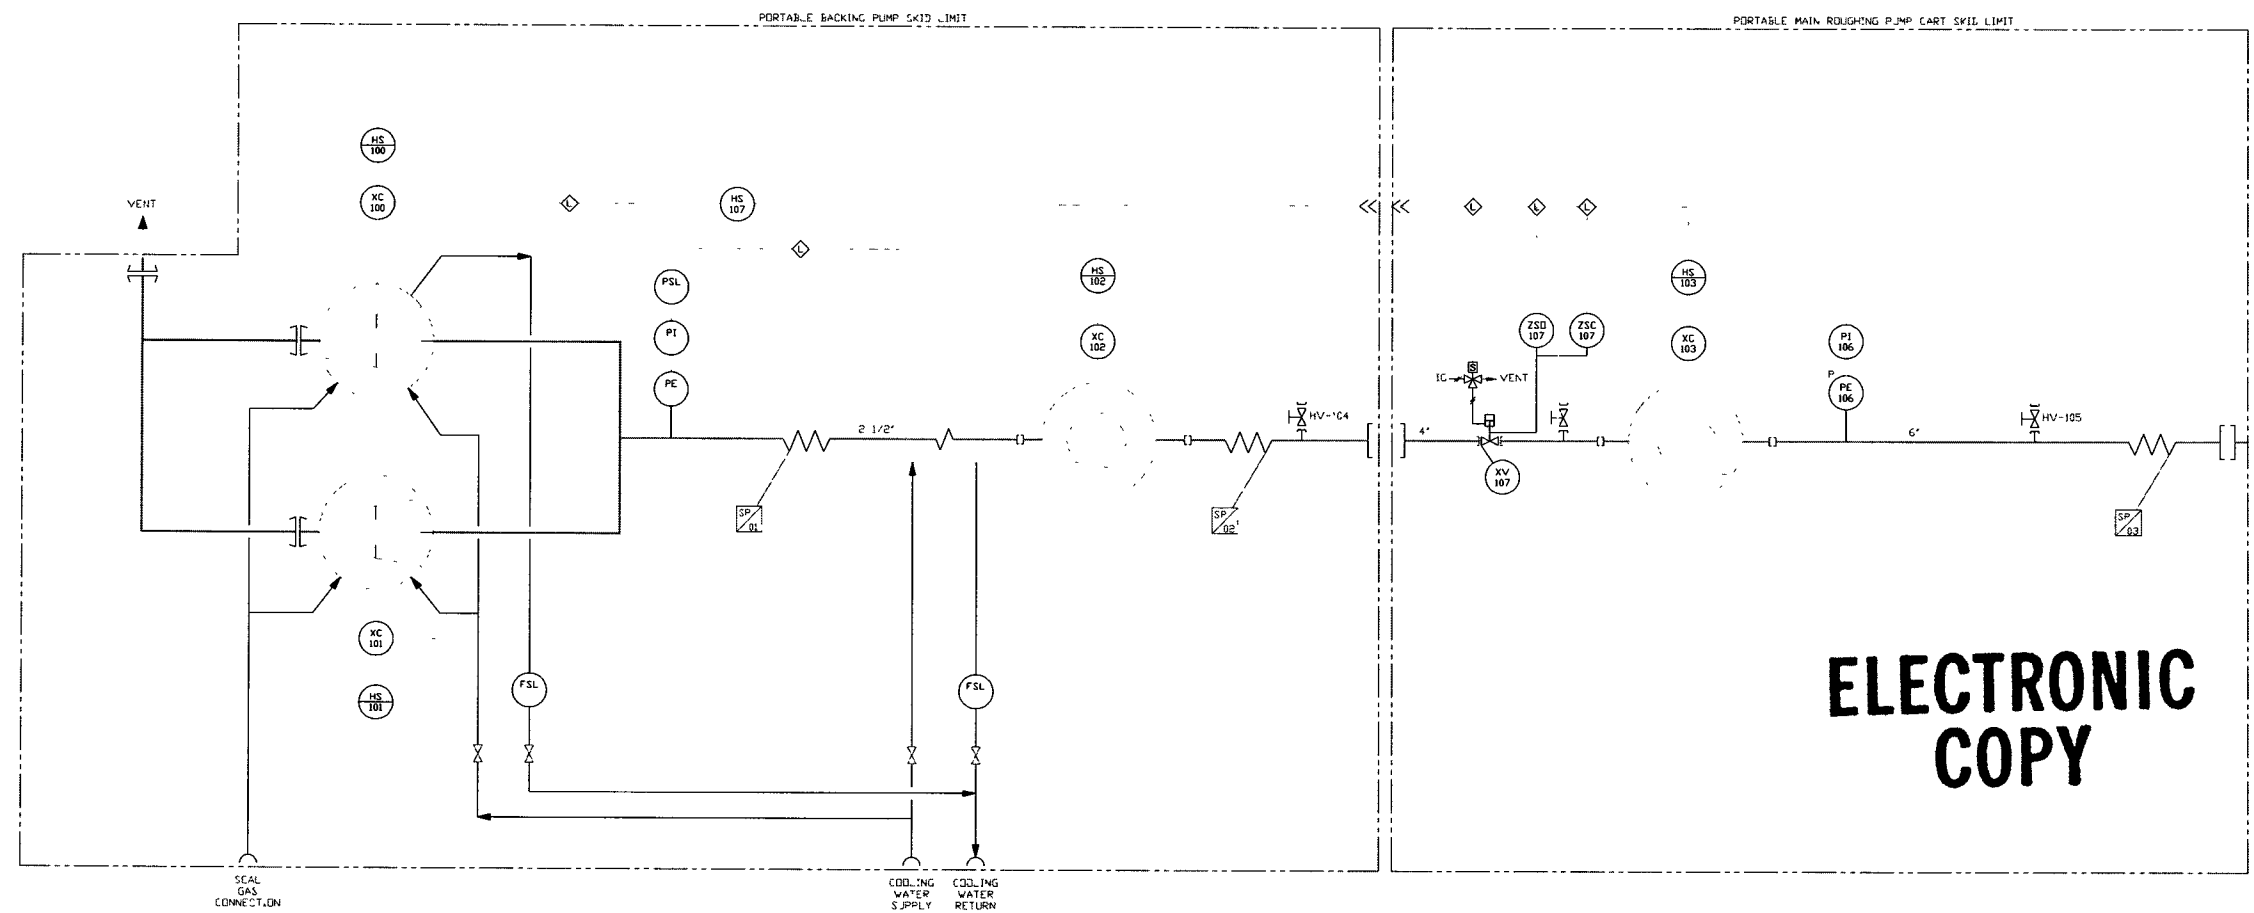 PORTABLE BACKING PUMP SKID LIMIT
PORTABLE MAIN ROUGHING PUMP CART SKID LIMIT
HS
100
XC
100
VENT
L
HS
107
L
L
L
L
HS
102
HS
103
PSL
PI
PE
XC
102
ZSO
107
ZSC
107
XC
103
PI
106
S
VENT
P
PE
106
HV-104
HV-105
2 1/2"
4"
6"
XV
107
SP
01
SP
02
SP
03
XC
101
HS
101
FSL
FSL
ELECTRONIC
COPY
SEAL
GAS
CONNECTION
COOLING
WATER
SUPPLY
COOLING
WATER
RETURN